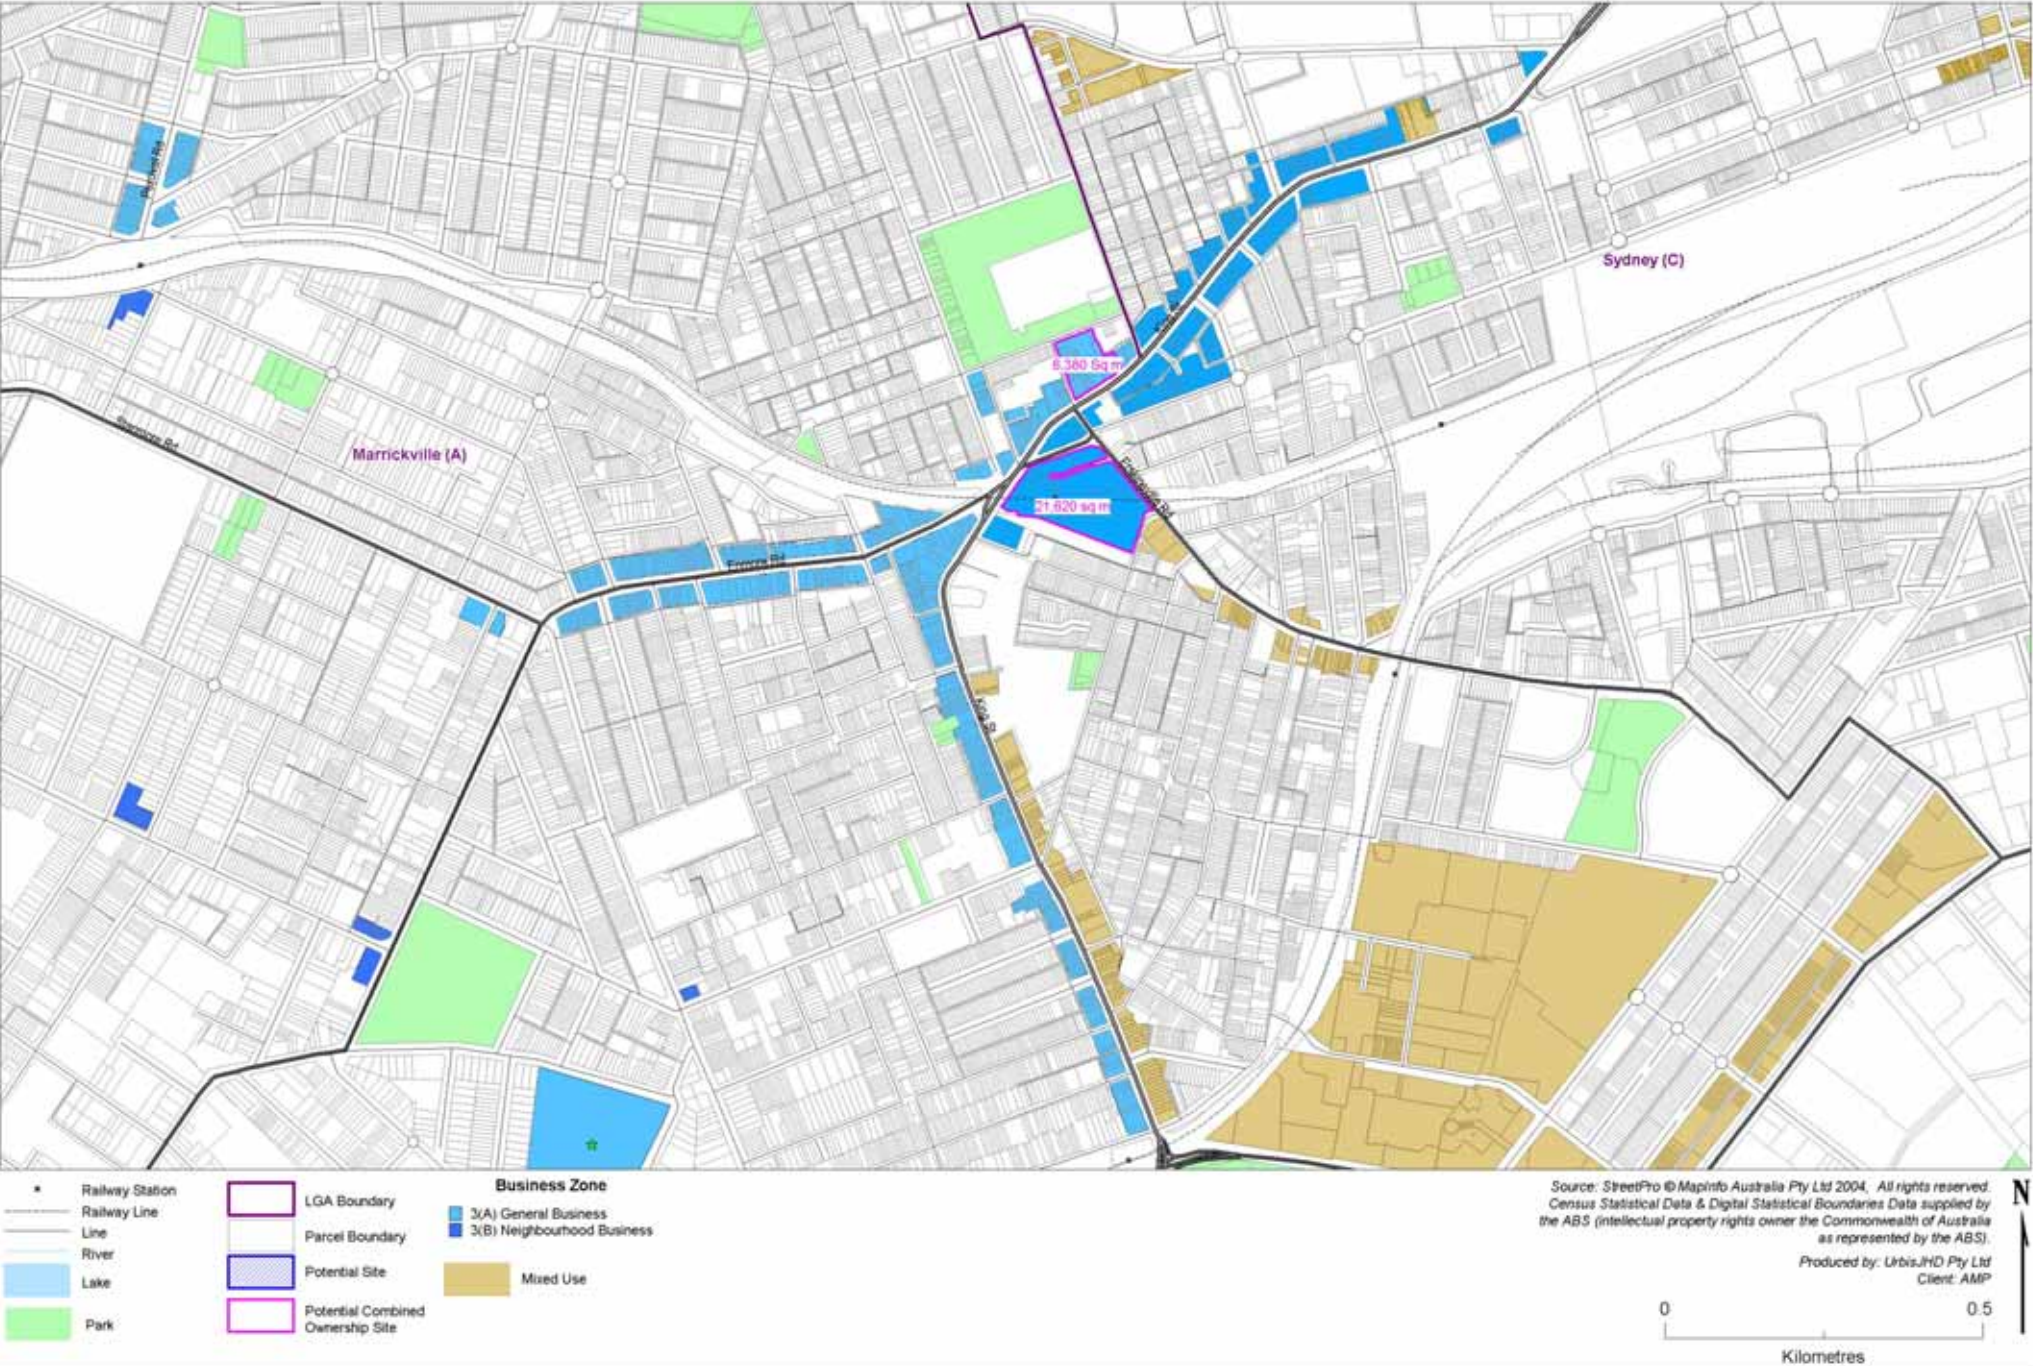 Sydney (C)
King St
6,380 Sq m
Marrickville (A)
Stanmore Rd
21,620 sq m
Enmore Rd
King St
Railway Station
Railway Line
Line
River
Lake
Park
LGA Boundary
Parcel Boundary
Potential Site
Potential Combined
Ownership Site
Business Zone
3(A) General Business
3(B) Neighbourhood Business
Mixed Use
Source: StreetPro © MapInfo Australia Pty Ltd 2004, All rights reserved.
Census Statistical Data & Digital Statistical Boundaries Data supplied by
the ABS (intellectual property rights owner the Commonwealth of Australia
as represented by the ABS).
Produced by: UrbisJHD Pty Ltd
Client: AMP
N
0 0.5
Kilometres